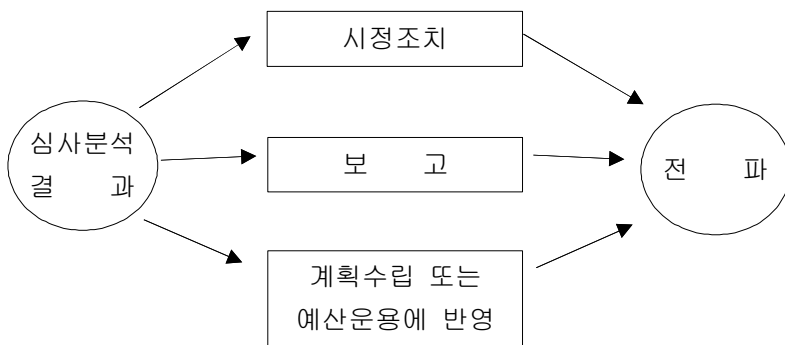 시정조치
심사분석
결 과
보 고
전 파
계획수립 또는
예산운용에 반영